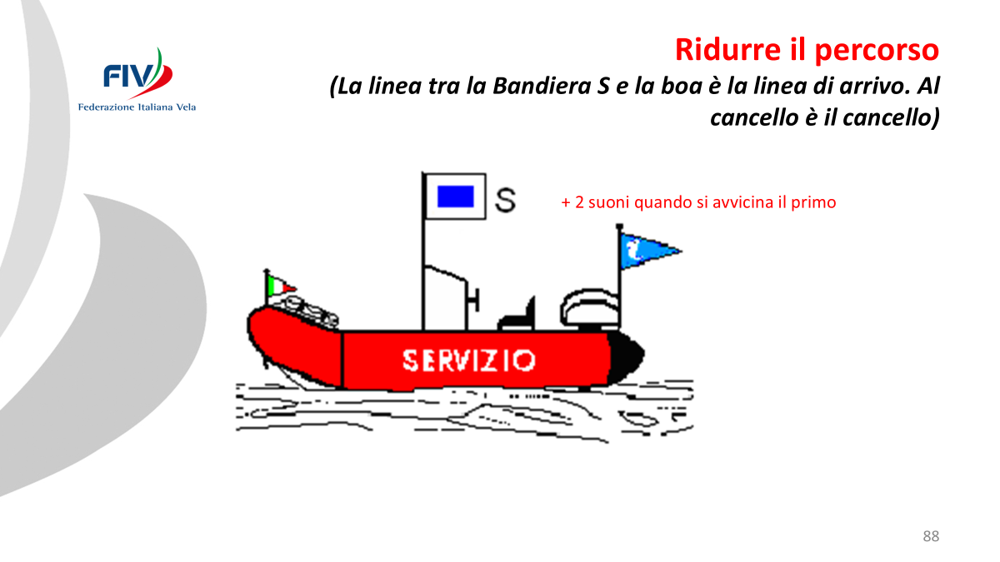 Ridurre il percorso
FIV
Federazione Italiana Vela
(La linea tra la Bandiera S e la boa è la linea di arrivo. Al
cancello è il cancello)
S
+ 2 suoni quando si avvicina il primo
SERVIZIO
88